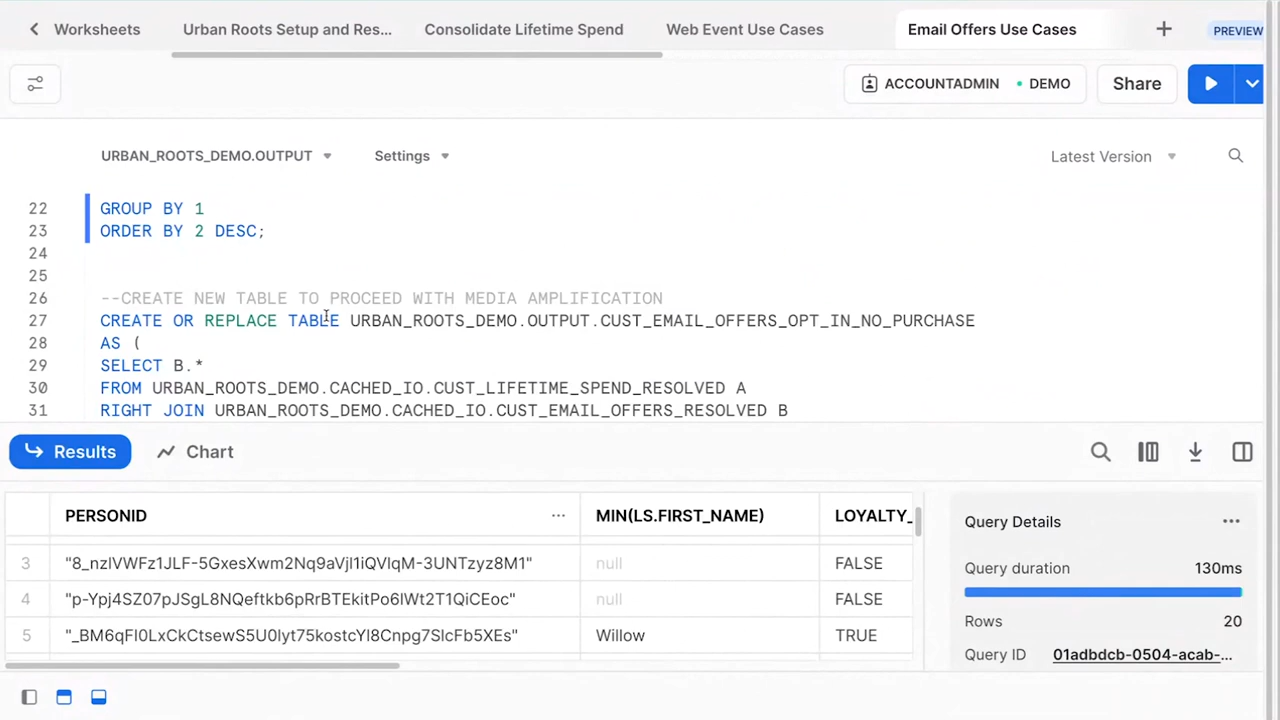 Worksheets
Urban Roots Setup and Res...
Consolidate Lifetime Spend
Web Event Use Cases
Email Offers Use Cases
PREVIEW
ACCOUNTADMIN
DEMO
Share
URBAN_ROOTS_DEMO.OUTPUT
Settings
Latest Version
22 GROUP BY 1
23 ORDER BY 2 DESC;
24
25
26 --CREATE NEW TABLE TO PROCEED WITH MEDIA AMPLIFICATION
27 CREATE OR REPLACE TABLE URBAN_ROOTS_DEMO.OUTPUT.CUST_EMAIL_OFFERS_OPT_IN_NO_PURCHASE
28 AS (
29 SELECT B.*
30 FROM URBAN_ROOTS_DEMO.CACHED_IO.CUST_LIFETIME_SPEND_RESOLVED A
31 RIGHT JOIN URBAN_ROOTS_DEMO.CACHED_IO.CUST_EMAIL_OFFERS_RESOLVED B
Results
Chart
PERSONID ... MIN(LS.FIRST_NAME) LOYALTY_
3 "8_nzlVWFz1JLF-5GxesXwm2Nq9aVjl1iQVlqM-3UNTzyz8M1" null FALSE
4 "p-Ypj4SZ07pJSgL8NQeftkb6pRrBTEkitPo6lWt2T1QiCEoc" null FALSE
5 "_BM6qFl0LxCkCtsewS5U0lyt75kostcYl8Cnpg7SlcFb5XEs" Willow TRUE
Query Details
...
Query duration 130ms
Rows 20
Query ID 01adbdcb-0504-acab-...